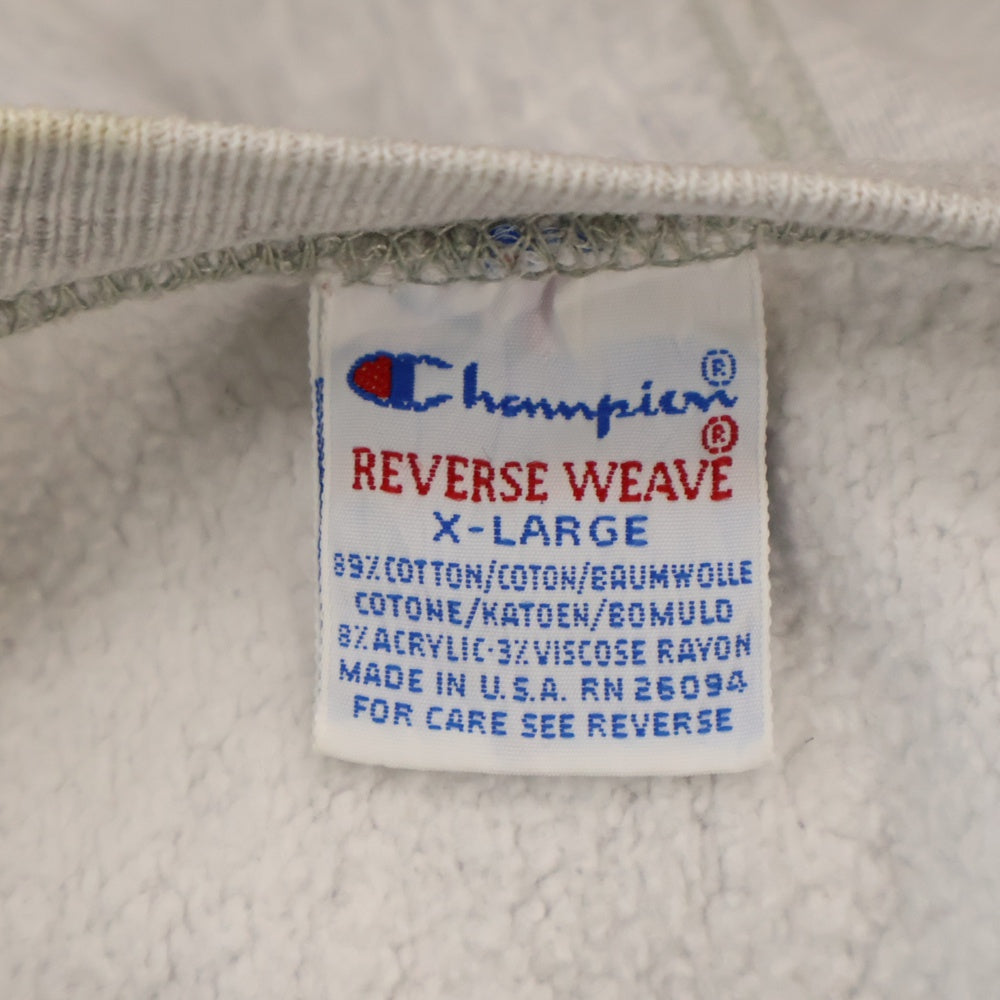 Champion®
REVERSE WEAVE®
X-LARGE
89% COTTON/COTON/BAUMWOLLE
COTONE/KATOEN/BOMULD
8% ACRYLIC·3% VISCOSE RAYON
MADE IN U.S.A. RN 26094
FOR CARE SEE REVERSE